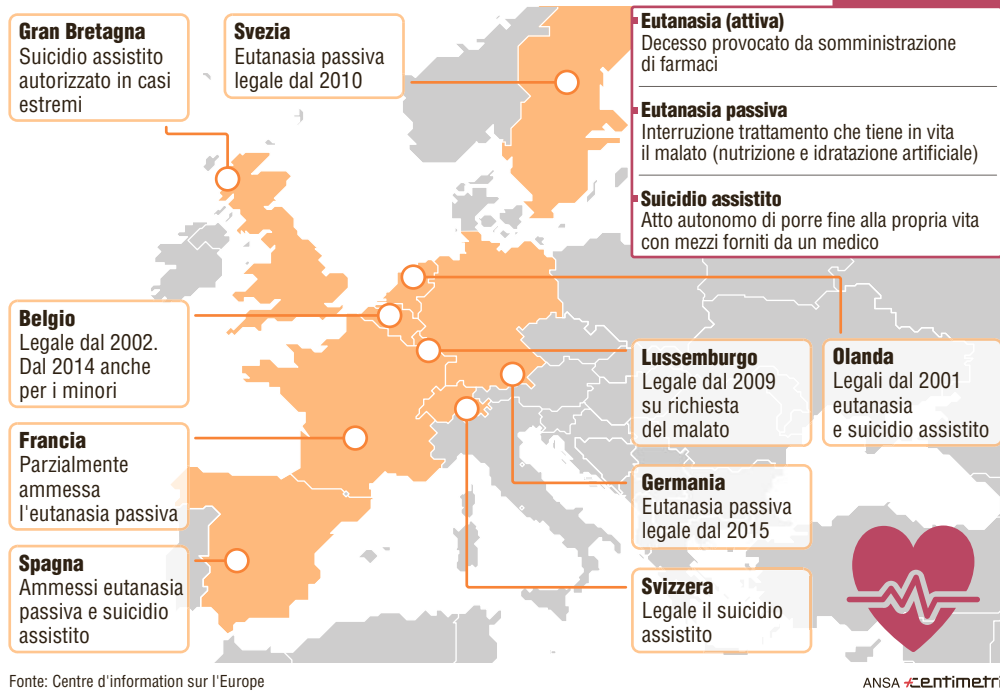 Gran Bretagna
Suicidio assistito
autorizzato in casi
estremi
Svezia
Eutanasia passiva
legale dal 2010
Eutanasia (attiva)
Decesso provocato da somministrazione
di farmaci
Eutanasia passiva
Interruzione trattamento che tiene in vita
il malato (nutrizione e idratazione artificiale)
Suicidio assistito
Atto autonomo di porre fine alla propria vita
con mezzi forniti da un medico
Belgio
Legale dal 2002.
Dal 2014 anche
per i minori
Lussemburgo
Legale dal 2009
su richiesta
del malato
Olanda
Legali dal 2001
eutanasia
e suicidio assistito
Francia
Parzialmente
ammessa
l'eutanasia passiva
Germania
Eutanasia passiva
legale dal 2015
Spagna
Ammessi eutanasia
passiva e suicidio
assistito
Svizzera
Legale il suicidio
assistito
Fonte: Centre d'information sur l'Europe
ANSA centimetri